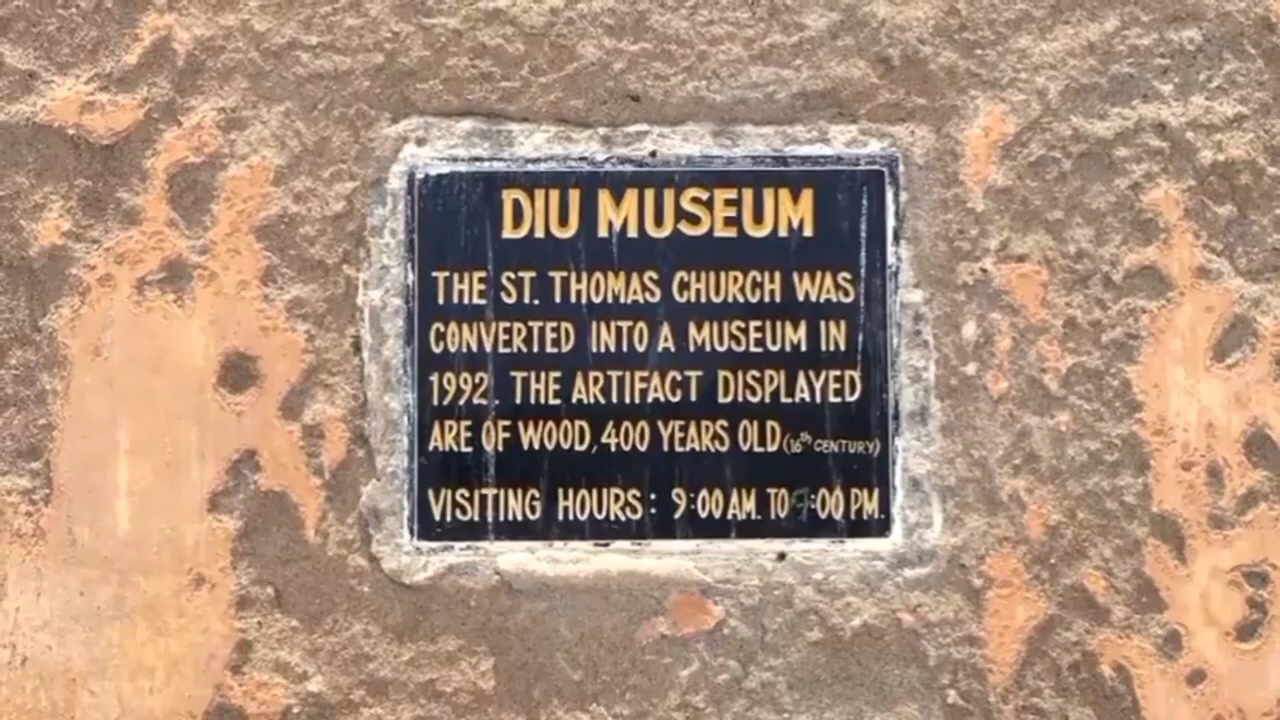 DIU MUSEUM
THE ST. THOMAS CHURCH WAS
CONVERTED INTO A MUSEUM IN
1992. THE ARTIFACT DISPLAYED
ARE OF WOOD, 400 YEARS OLD (16th CENTURY)
VISITING HOURS: 9:00 AM. TO :00 PM.